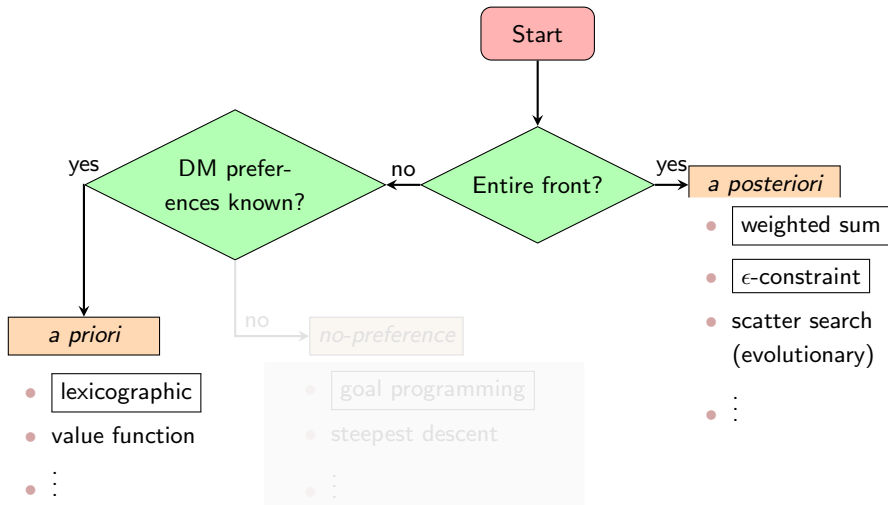 Start
Entire front?
yes
no
DM prefer-
ences known?
yes
no
a posteriori
weighted sum
ϵ-constraint
scatter search
(evolutionary)
⋮
a priori
lexicographic
value function
⋮
no-preference
goal programming
steepest descent
⋮